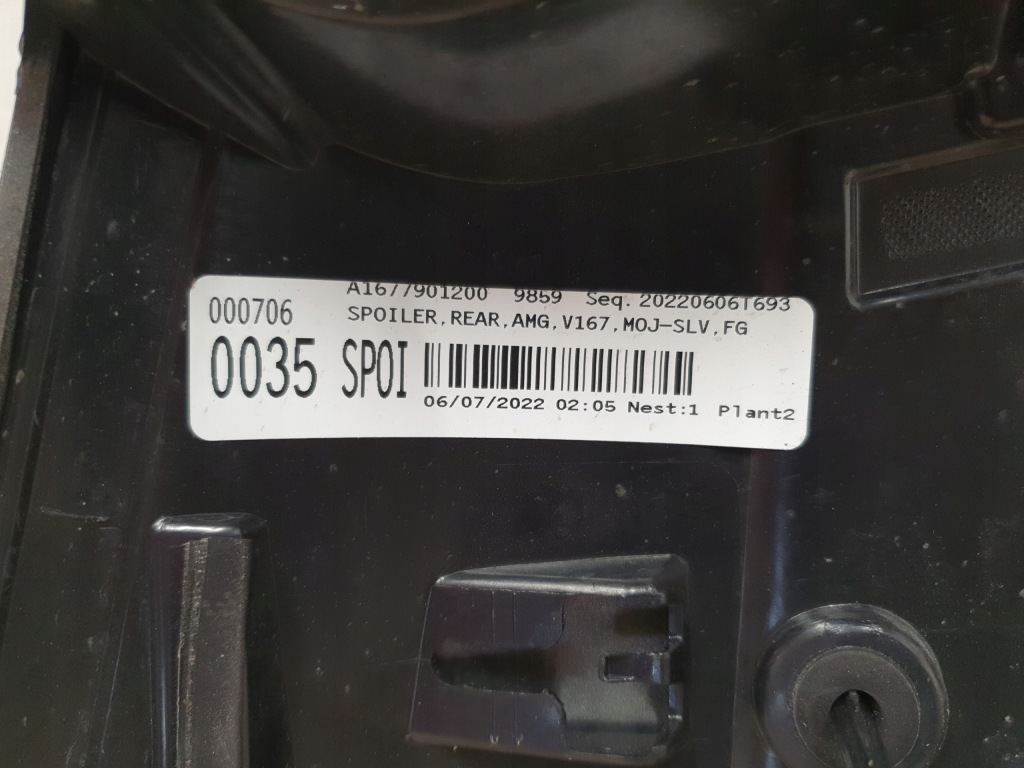 A1677901200 9859 Seq. 20220606T693
000706 SPOILER,REAR,AMG,V167,MOJ-SLV,FG
0035 SPOI
06/07/2022 02:05 Nest:1 Plant2